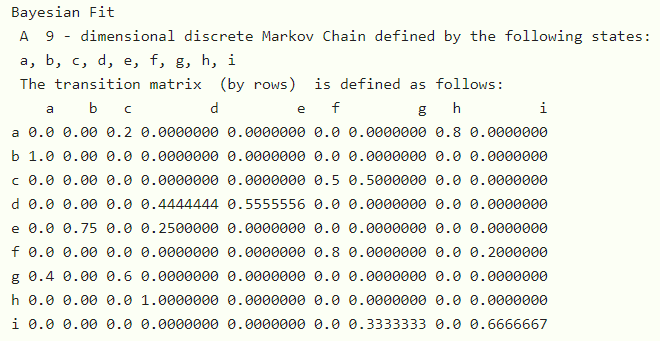 Bayesian Fit
A 9 - dimensional discrete Markov Chain defined by the following states:
a, b, c, d, e, f, g, h, i
The transition matrix (by rows) is defined as follows:
a b c d e f g h i
a 0.0 0.00 0.2 0.0000000 0.0000000 0.0 0.0000000 0.8 0.0000000
b 1.0 0.00 0.0 0.0000000 0.0000000 0.0 0.0000000 0.0 0.0000000
c 0.0 0.00 0.0 0.0000000 0.0000000 0.5 0.5000000 0.0 0.0000000
d 0.0 0.00 0.0 0.4444444 0.5555556 0.0 0.0000000 0.0 0.0000000
e 0.0 0.75 0.0 0.2500000 0.0000000 0.0 0.0000000 0.0 0.0000000
f 0.0 0.00 0.0 0.0000000 0.0000000 0.8 0.0000000 0.0 0.2000000
g 0.4 0.00 0.6 0.0000000 0.0000000 0.0 0.0000000 0.0 0.0000000
h 0.0 0.00 0.0 1.0000000 0.0000000 0.0 0.0000000 0.0 0.0000000
i 0.0 0.00 0.0 0.0000000 0.0000000 0.0 0.3333333 0.0 0.6666667